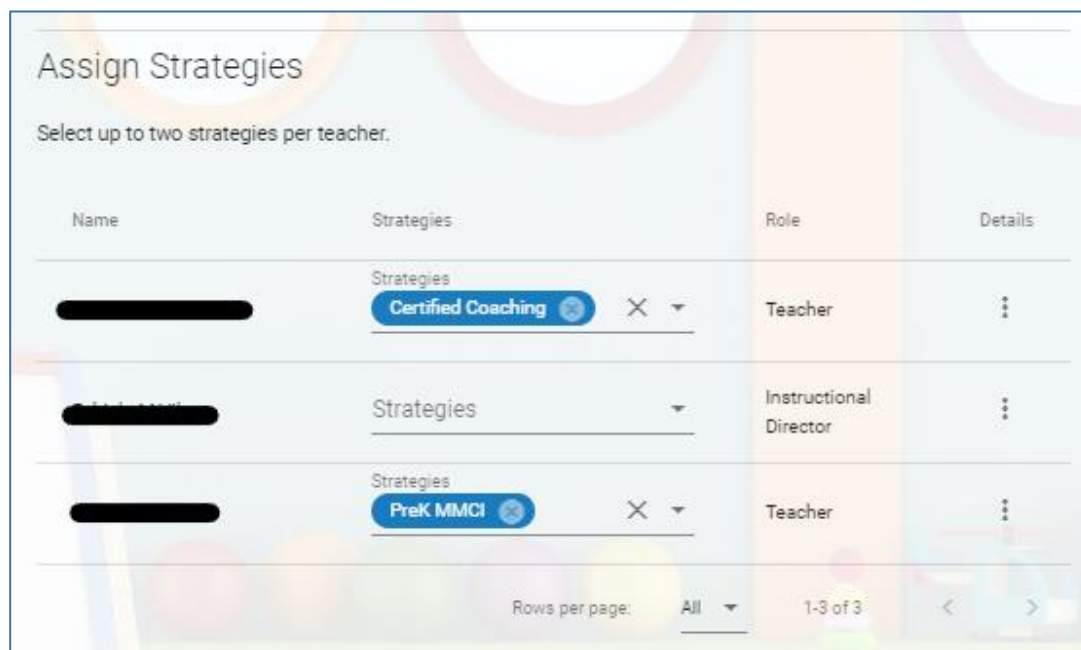 Assign Strategies
Select up to two strategies per teacher.
Name Strategies Role Details
Strategies
Certified Coaching Teacher
Strategies Instructional
Director
Strategies
PreK MMCI Teacher
Rows per page: All 1-3 of 3